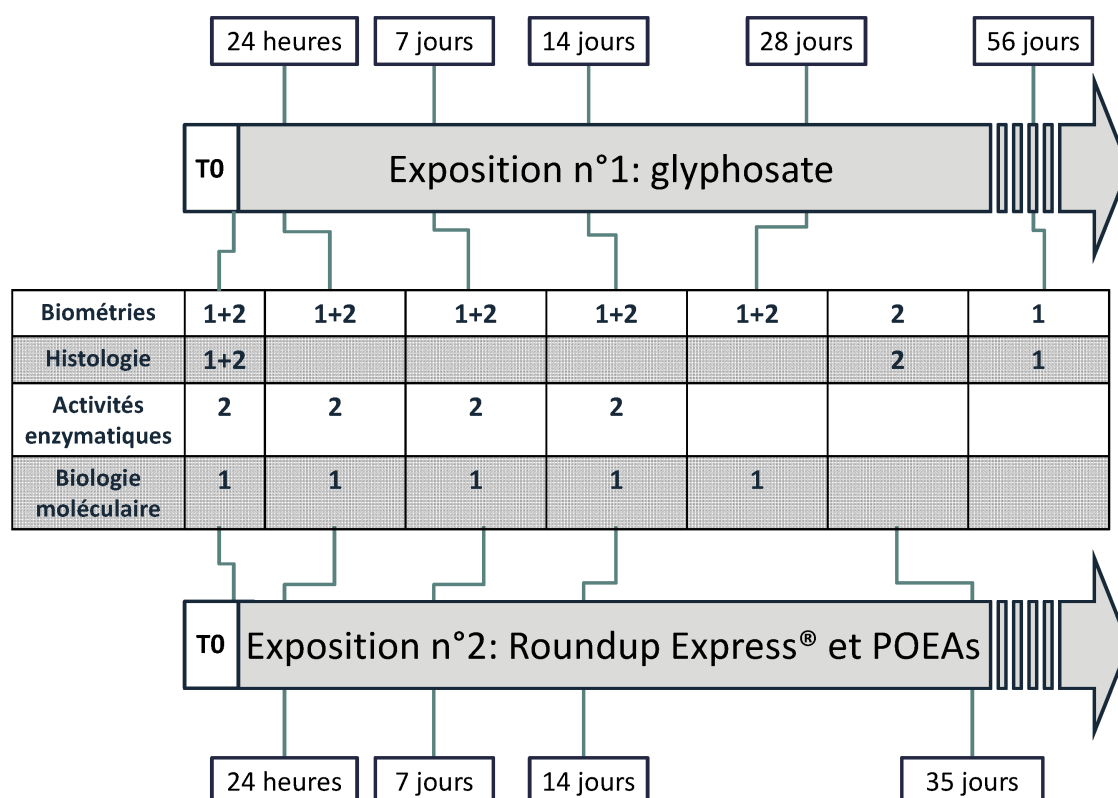 24 heures 7 jours 14 jours 28 jours 56 jours
T0 Exposition n°1: glyphosate
Biométries 1+2 1+2 1+2 1+2 1+2 2 1
Histologie 1+2 2 1
Activités
enzymatiques 2 2 2 2
Biologie
moléculaire 1 1 1 1 1
T0 Exposition n°2: Roundup Express® et POEAs
24 heures 7 jours 14 jours 35 jours